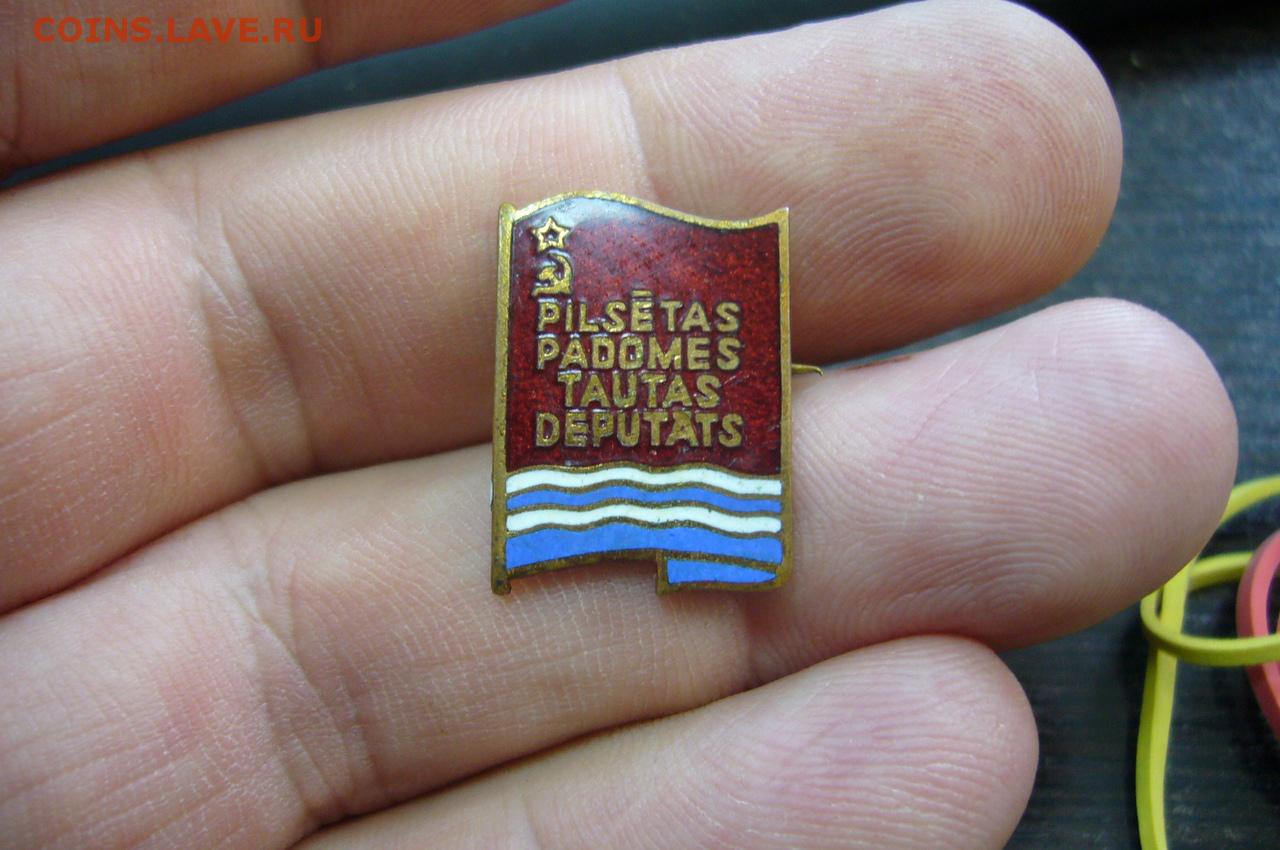 COINS.LAVE.RU
PILSĒTAS
PADOMES
TAUTAS
DEPUTĀTS